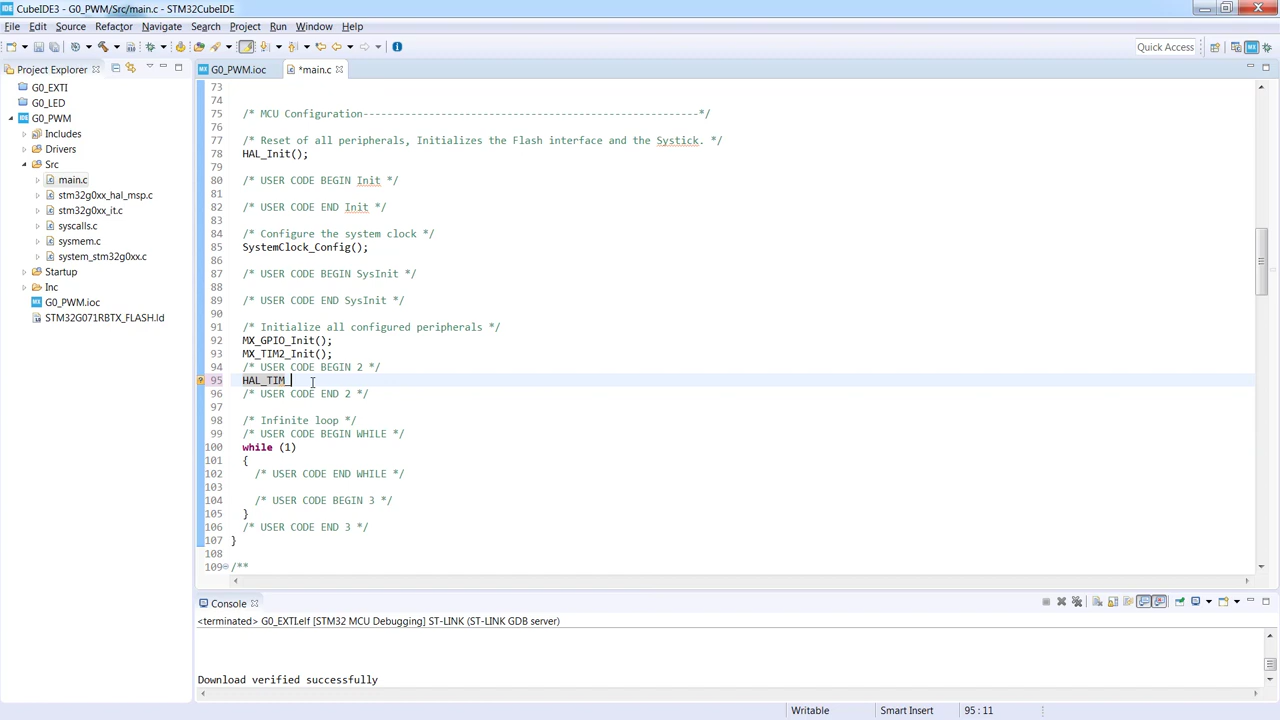 CubeIDE3 - G0_PWM/Src/main.c - STM32CubeIDE
File Edit Source Refactor Navigate Search Project Run Window Help
Quick Access
Project Explorer
G0_EXTI
G0_LED
G0_PWM
Includes
Drivers
Src
main.c
stm32g0xx_hal_msp.c
stm32g0xx_it.c
syscalls.c
sysmem.c
system_stm32g0xx.c
Startup
Inc
G0_PWM.ioc
STM32G071RBTX_FLASH.ld
G0_PWM.ioc *main.c
73
74
75 /* MCU Configuration--------------------------------------------------------*/
76
77 /* Reset of all peripherals, Initializes the Flash interface and the Systick. */
78 HAL_Init();
79
80 /* USER CODE BEGIN Init */
81
82 /* USER CODE END Init */
83
84 /* Configure the system clock */
85 SystemClock_Config();
86
87 /* USER CODE BEGIN SysInit */
88
89 /* USER CODE END SysInit */
90
91 /* Initialize all configured peripherals */
92 MX_GPIO_Init();
93 MX_TIM2_Init();
94 /* USER CODE BEGIN 2 */
95 HAL_TIM_
96 /* USER CODE END 2 */
97
98 /* Infinite loop */
99 /* USER CODE BEGIN WHILE */
100 while (1)
101 {
102 /* USER CODE END WHILE */
103
104 /* USER CODE BEGIN 3 */
105 }
106 /* USER CODE END 3 */
107 }
108
109 /**
Console
<terminated> G0_EXTI.elf [STM32 MCU Debugging] ST-LINK (ST-LINK GDB server)
Download verified successfully
Writable Smart Insert 95 : 11